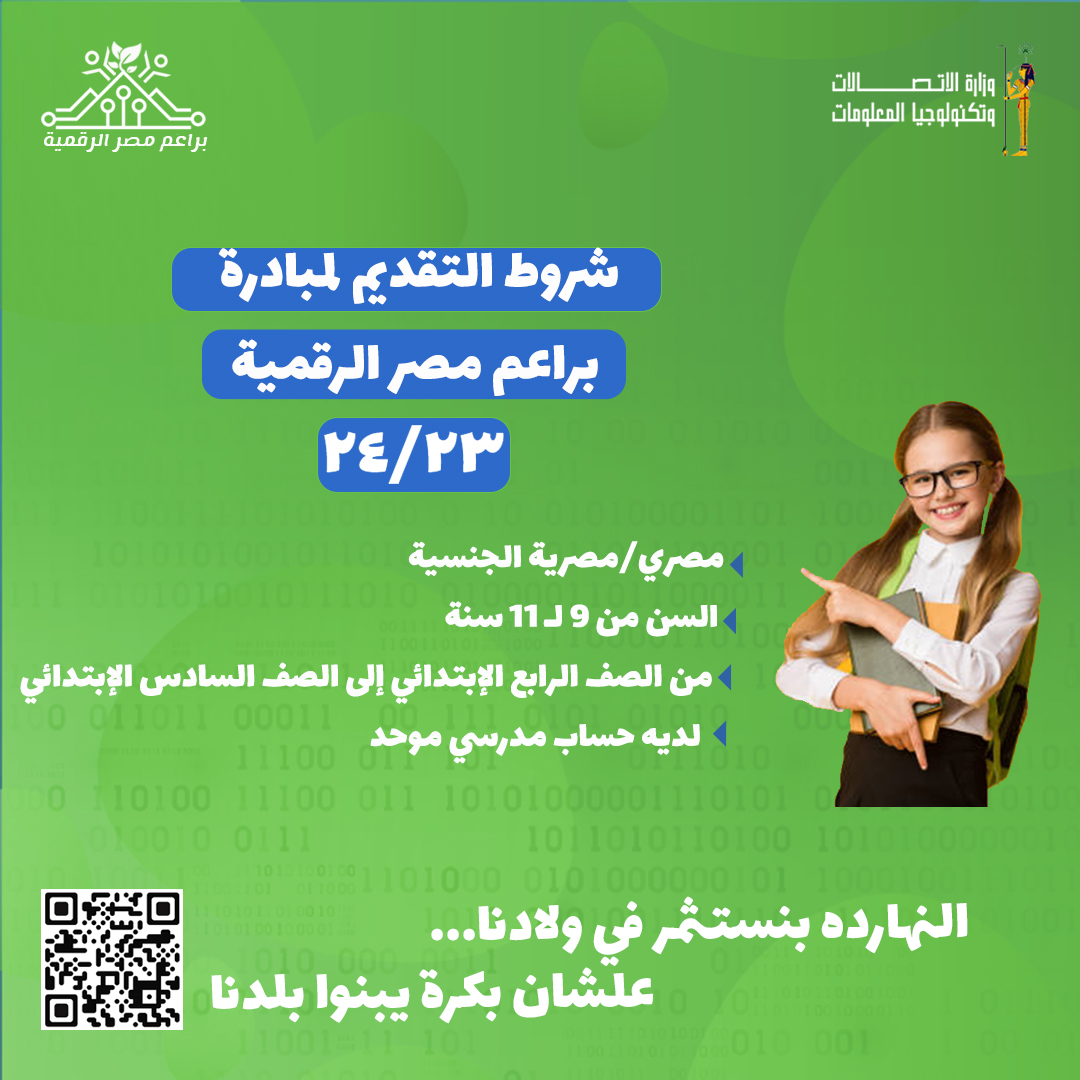 وزارة الاتصـــالات
وتكنولوجيا المعلومات
براعم مصر الرقمية
شروط التقديم لمبادرة
براعم مصر الرقمية
٢٤/٢٣
مصري/مصرية الجنسية
السن من 9 لـ 11 سنة
من الصف الرابع الإبتدائي إلى الصف السادس الإبتدائي
لديه حساب مدرسي موحد
النهارده بنستثمر في ولادنا...
علشان بكرة يبنوا بلدنا